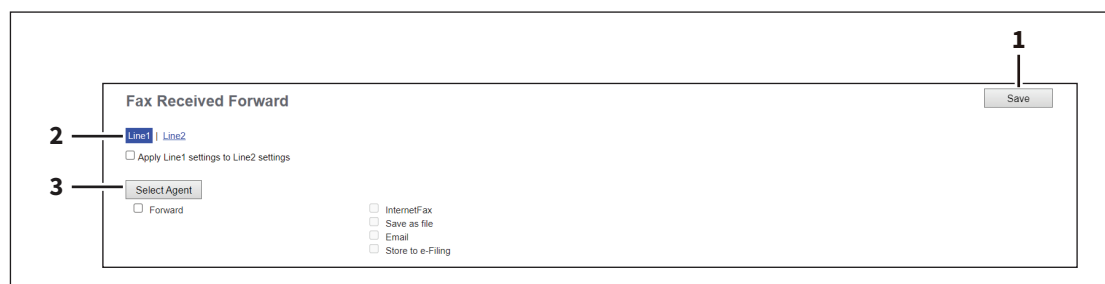 1
Fax Received Forward
Save
2
Line1 | Line2
Apply Line1 settings to Line2 settings
3
Select Agent
Forward
InternetFax
Save as file
Email
Store to e-Filing